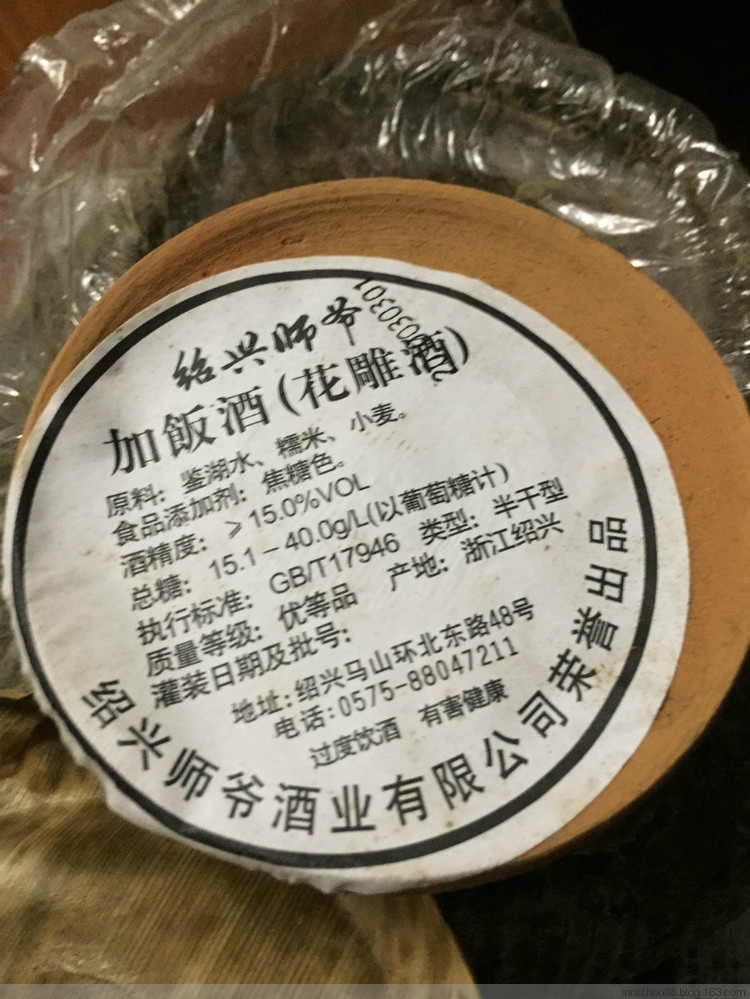 绍兴师爷
加飯酒(花雕酒)
原料：鉴湖水、糯米、小麦。
食品添加剂：焦糖色。
酒精度：≥15.0%VOL
总糖：15.1－40.0g/L(以葡萄糖计)
执行标准：GB/T17946 类型：半干型
质量等级：优等品 产地：浙江绍兴
灌装日期及批号：
地址:绍兴马山环北东路48号
电话:0575-88047211
过度饮酒 有害健康
绍兴师爷酒业有限公司荣誉出品
mrxzhou88.blog.163.com